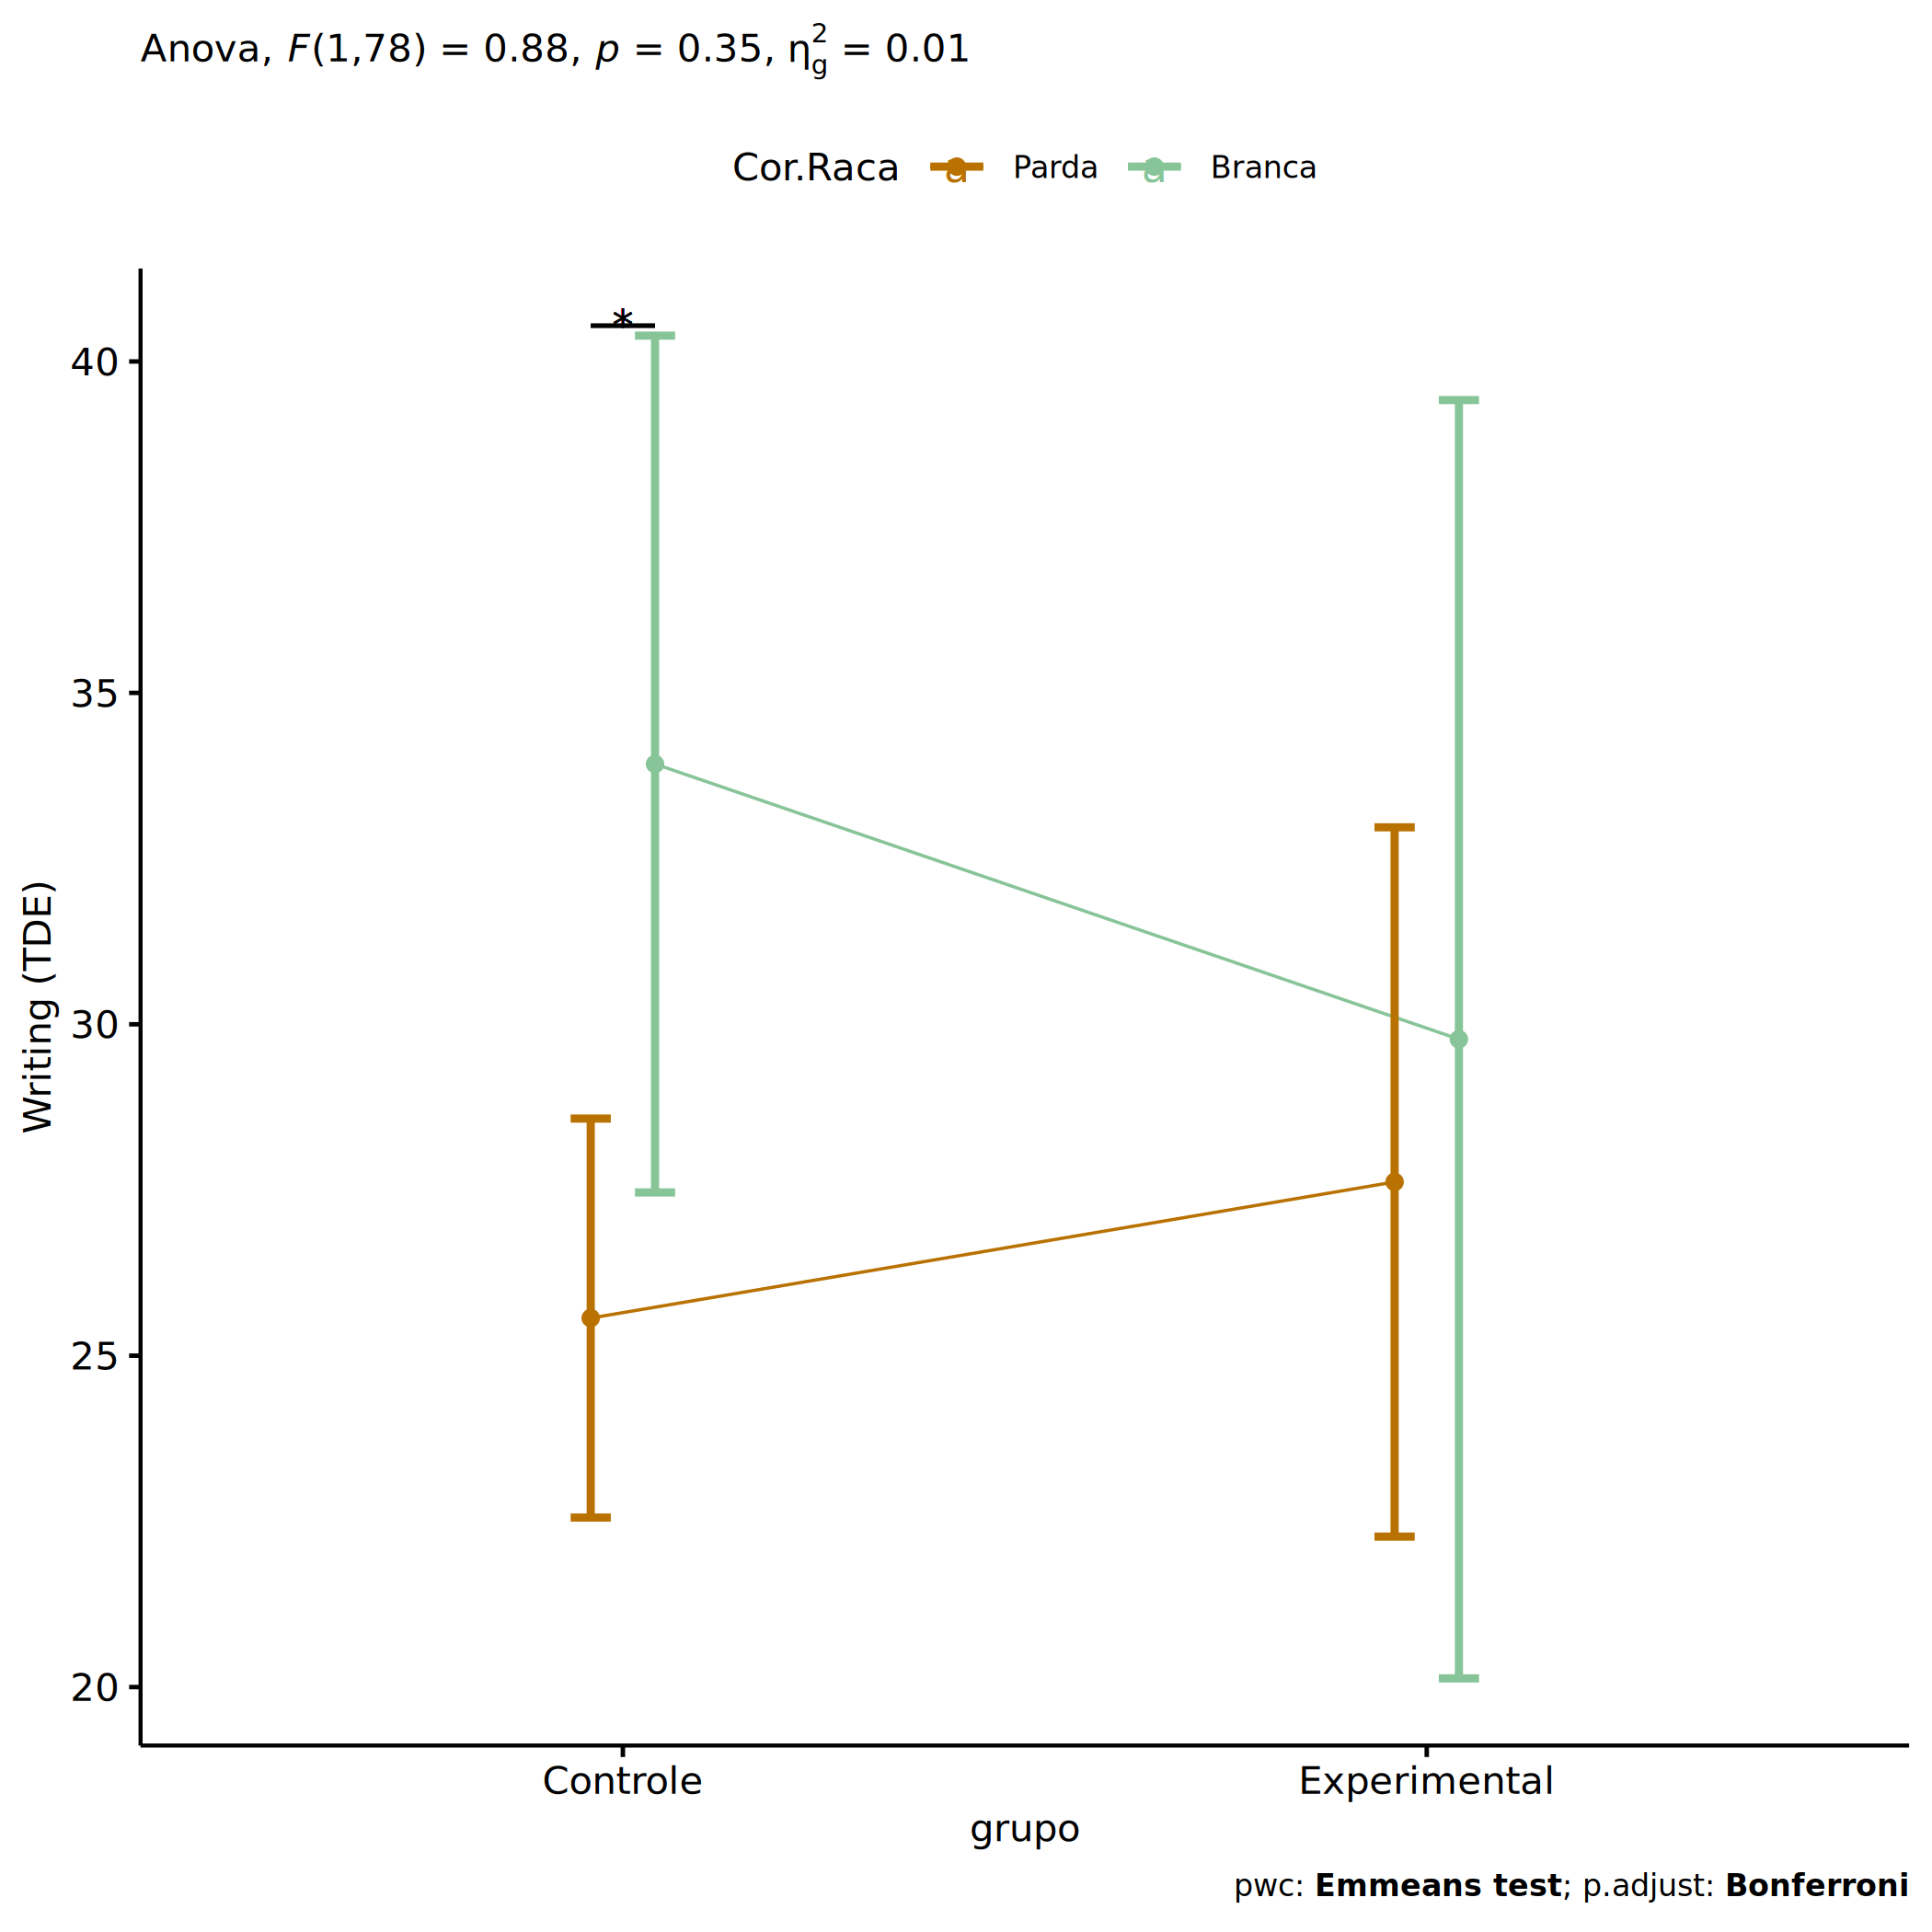 Anova, F(1,78) = 0.88, p = 0.35, η²g = 0.01
Cor.Raca a Parda a Branca
*
40
35
30
25
20
Writing (TDE)
Controle Experimental
grupo
pwc: Emmeans test; p.adjust: Bonferroni